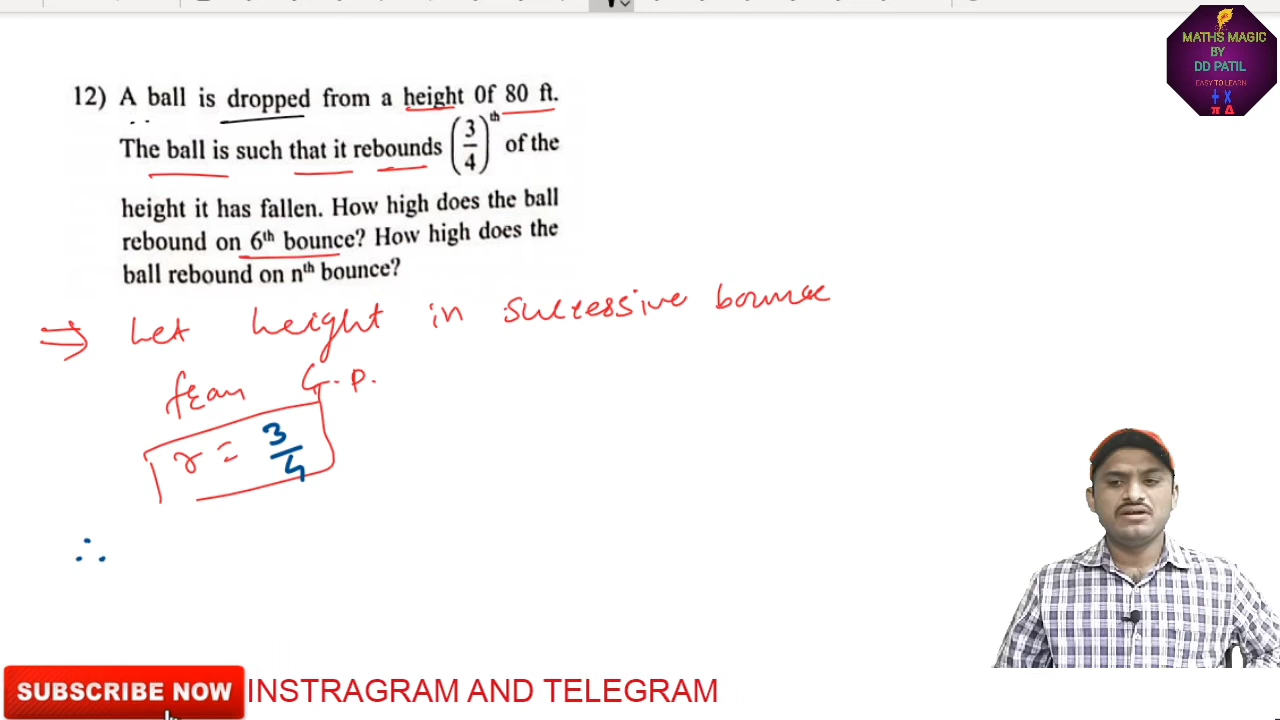 MATHS MAGIC
BY
DD PATIL
EASY TO LEARN
+ X
π Δ
12) A ball is dropped from a height 0f 80 ft.
The ball is such that it rebounds (3/4)th of the
height it has fallen. How high does the ball
rebound on 6th bounce? How high does the
ball rebound on nth bounce?
⇒ Let height in successive bounce
G.P.
r = 3/4
∴
SUBSCRIBE NOW INSTRAGRAM AND TELEGRAM